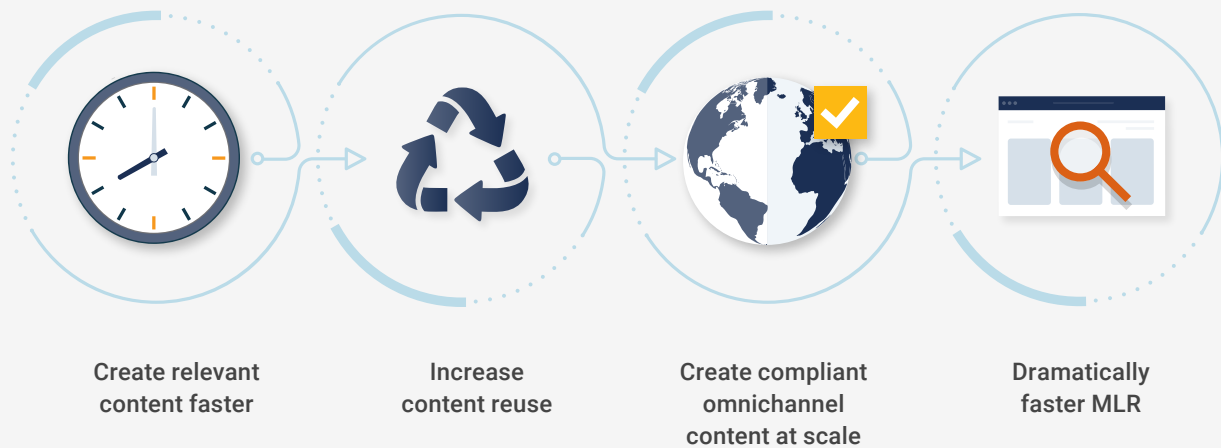 Create relevant
content faster
Increase
content reuse
Create compliant
omnichannel
content at scale
Dramatically
faster MLR